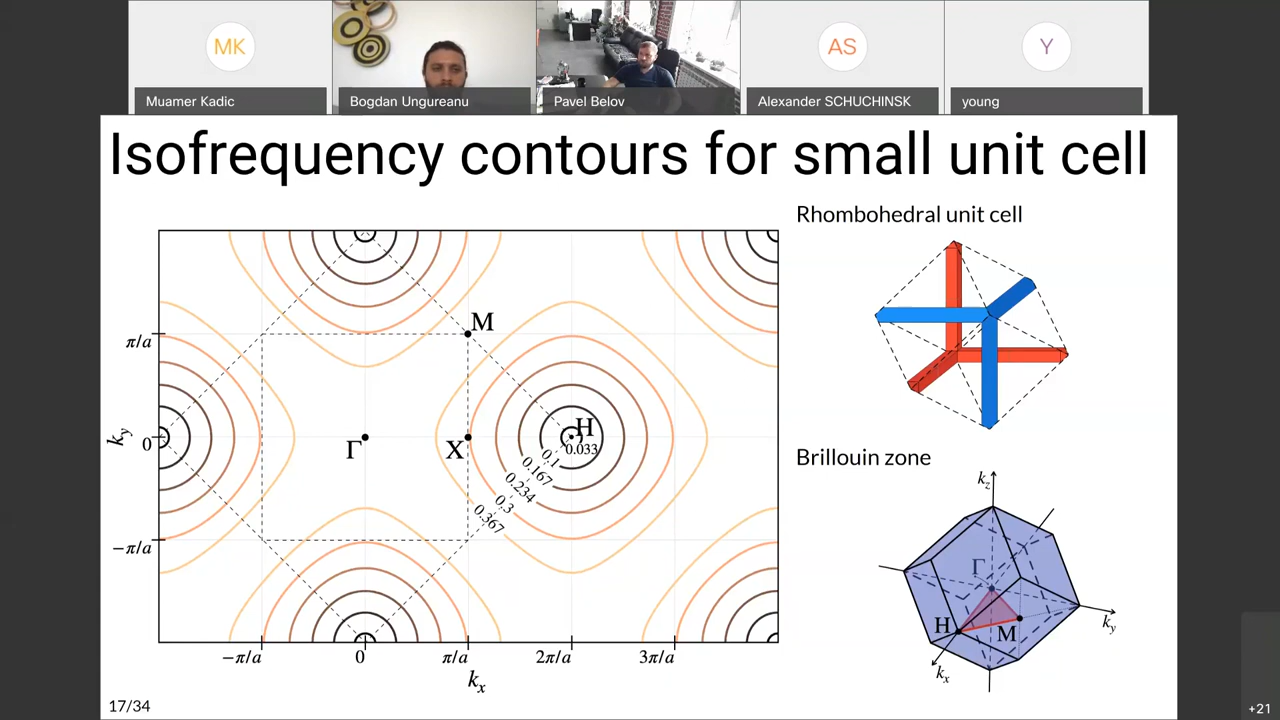 MK
AS
Y
Muamer Kadic
Bogdan Ungureanu
Pavel Belov
Alexander SCHUCHINSK
young
Isofrequency contours for small unit cell
Rhombohedral unit cell
M
π/a
H
0
Γ
X
0.033
0.1
0.167
0.234
0.3
0.367
−π/a
k_y
−π/a
0
π/a
2π/a
3π/a
k_x
Brillouin zone
k_z
Γ
H
M
k_y
k_x
17/34
+21